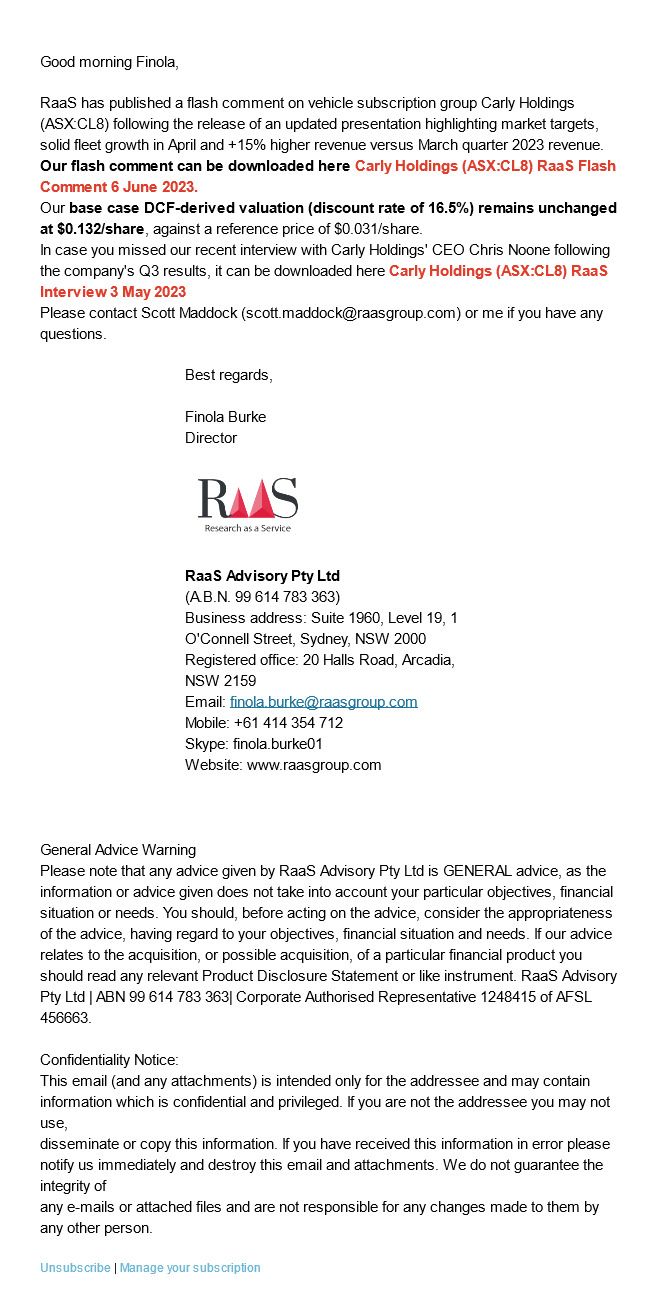 Good morning Finola,
RaaS has published a flash comment on vehicle subscription group Carly Holdings
(ASX:CL8) following the release of an updated presentation highlighting market targets,
solid fleet growth in April and +15% higher revenue versus March quarter 2023 revenue.
Our flash comment can be downloaded here Carly Holdings (ASX:CL8) RaaS Flash
Comment 6 June 2023.
Our base case DCF-derived valuation (discount rate of 16.5%) remains unchanged
at $0.132/share, against a reference price of $0.031/share.
In case you missed our recent interview with Carly Holdings' CEO Chris Noone following
the company's Q3 results, it can be downloaded here Carly Holdings (ASX:CL8) RaaS
Interview 3 May 2023
Please contact Scott Maddock (scott.maddock@raasgroup.com) or me if you have any
questions.
Best regards,
Finola Burke
Director
RAAS
Research as a Service
RaaS Advisory Pty Ltd
(A.B.N. 99 614 783 363)
Business address: Suite 1960, Level 19, 1
O'Connell Street, Sydney, NSW 2000
Registered office: 20 Halls Road, Arcadia,
NSW 2159
Email: finola.burke@raasgroup.com
Mobile: +61 414 354 712
Skype: finola.burke01
Website: www.raasgroup.com
General Advice Warning
Please note that any advice given by RaaS Advisory Pty Ltd is GENERAL advice, as the
information or advice given does not take into account your particular objectives, financial
situation or needs. You should, before acting on the advice, consider the appropriateness
of the advice, having regard to your objectives, financial situation and needs. If our advice
relates to the acquisition, or possible acquisition, of a particular financial product you
should read any relevant Product Disclosure Statement or like instrument. RaaS Advisory
Pty Ltd | ABN 99 614 783 363| Corporate Authorised Representative 1248415 of AFSL
456663.
Confidentiality Notice:
This email (and any attachments) is intended only for the addressee and may contain
information which is confidential and privileged. If you are not the addressee you may not
use,
disseminate or copy this information. If you have received this information in error please
notify us immediately and destroy this email and attachments. We do not guarantee the
integrity of
any e-mails or attached files and are not responsible for any changes made to them by
any other person.
Unsubscribe | Manage your subscription